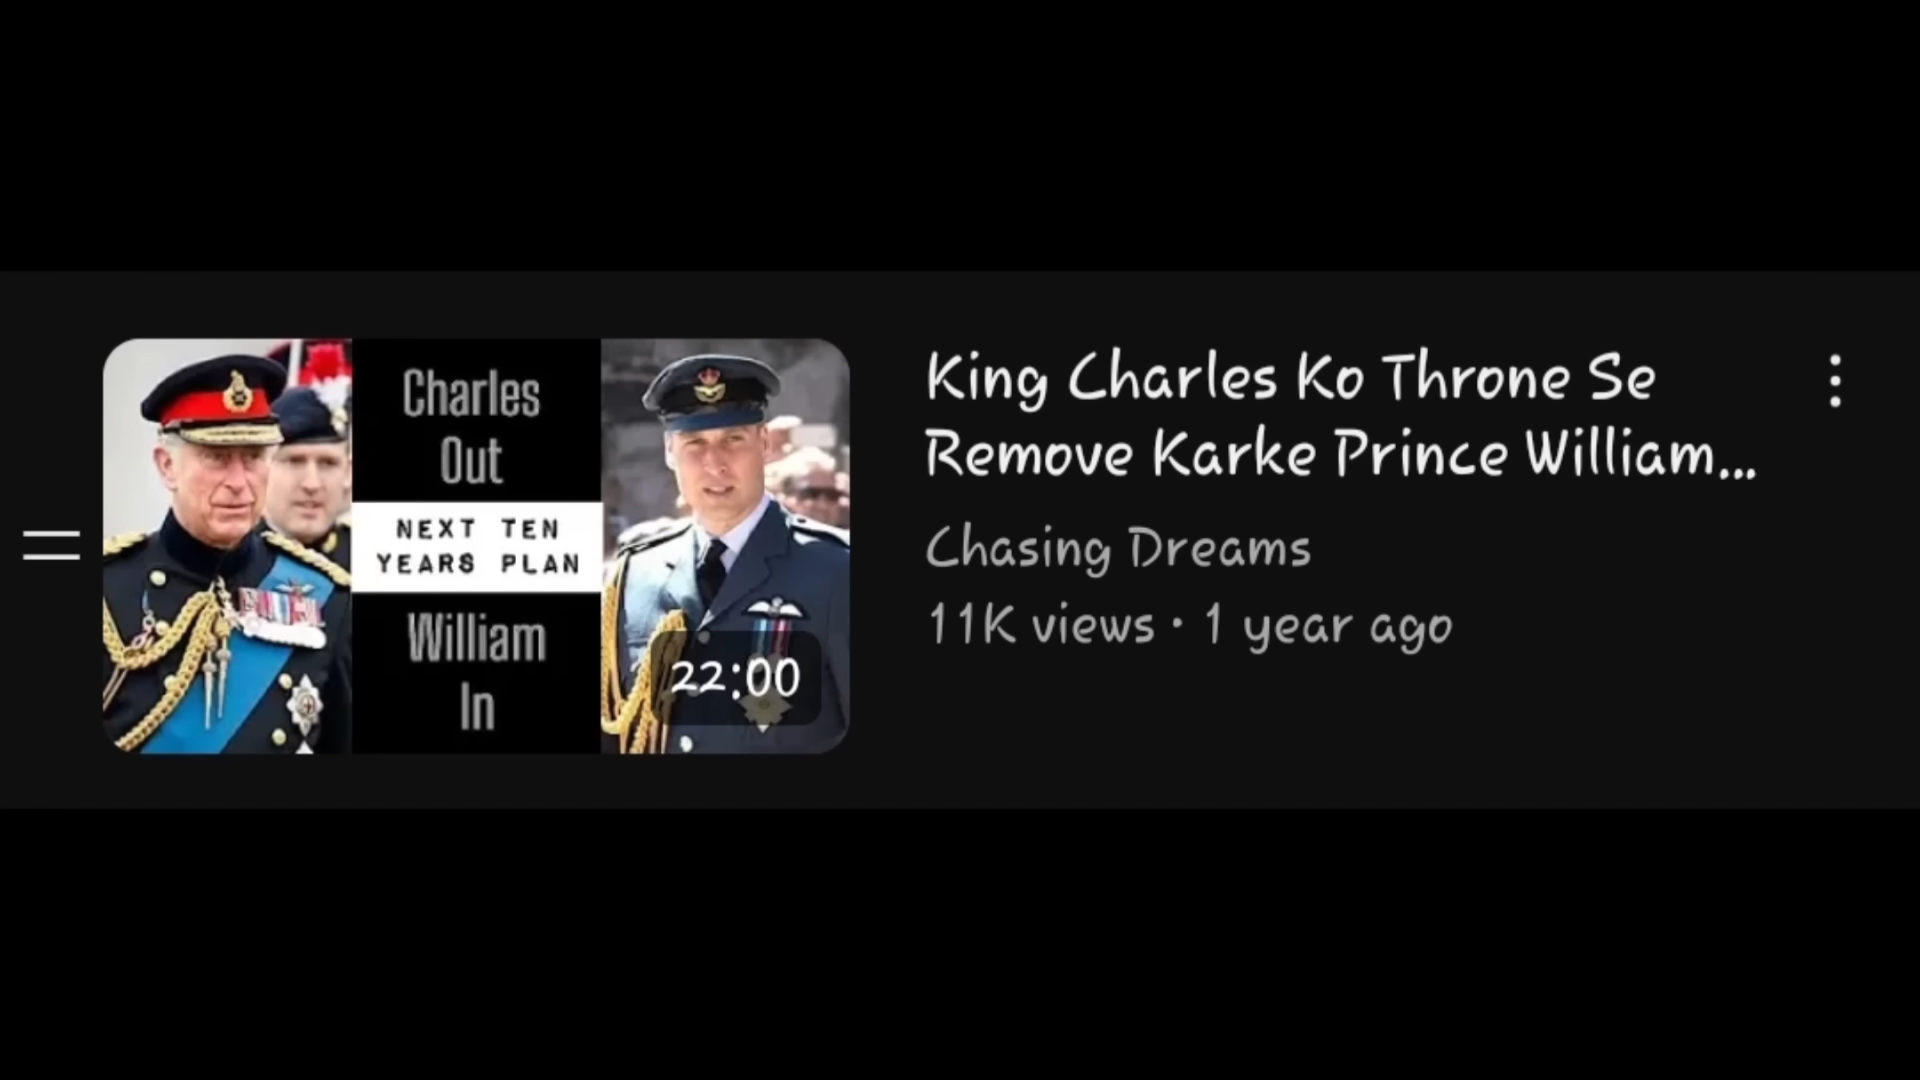 Charles
Out
NEXT TEN
YEARS PLAN
William
In
22:00
King Charles Ko Throne Se
Remove Karke Prince William...
Chasing Dreams
11K views • 1 year ago